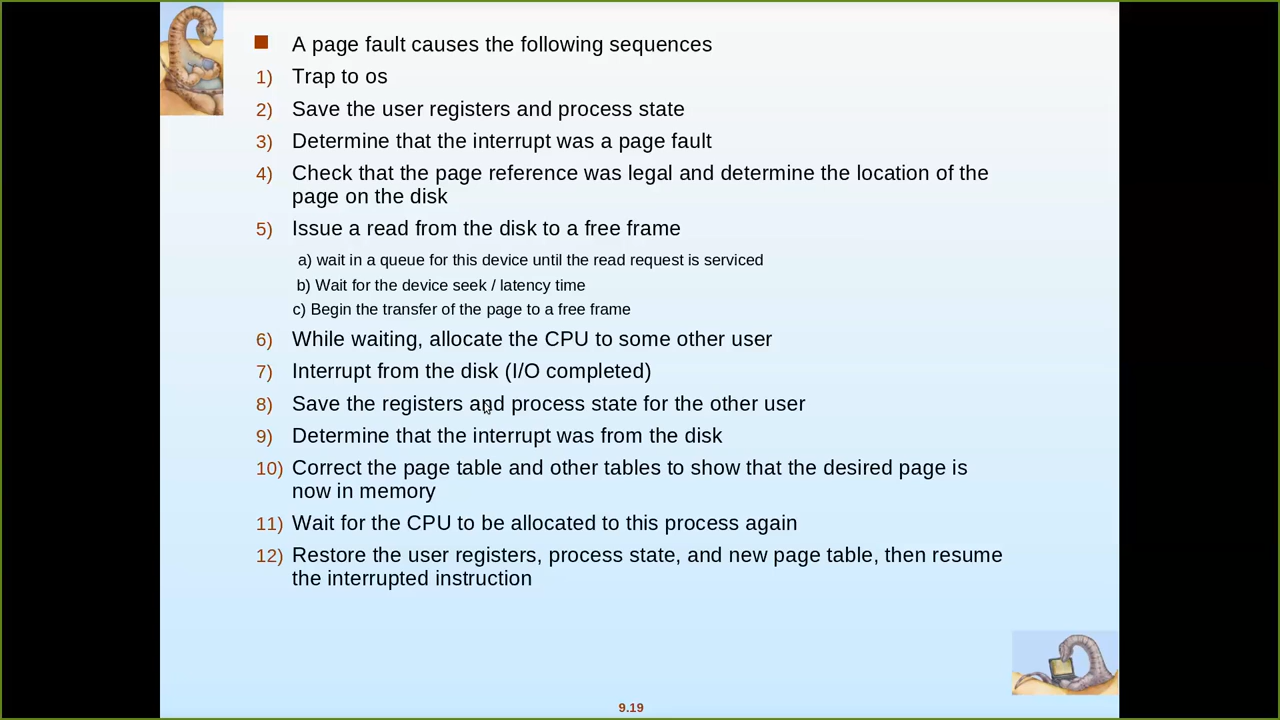 A page fault causes the following sequences
1) Trap to os
2) Save the user registers and process state
3) Determine that the interrupt was a page fault
4) Check that the page reference was legal and determine the location of the
page on the disk
5) Issue a read from the disk to a free frame
a) wait in a queue for this device until the read request is serviced
b) Wait for the device seek / latency time
c) Begin the transfer of the page to a free frame
6) While waiting, allocate the CPU to some other user
7) Interrupt from the disk (I/O completed)
8) Save the registers and process state for the other user
9) Determine that the interrupt was from the disk
10) Correct the page table and other tables to show that the desired page is
now in memory
11) Wait for the CPU to be allocated to this process again
12) Restore the user registers, process state, and new page table, then resume
the interrupted instruction
9.19